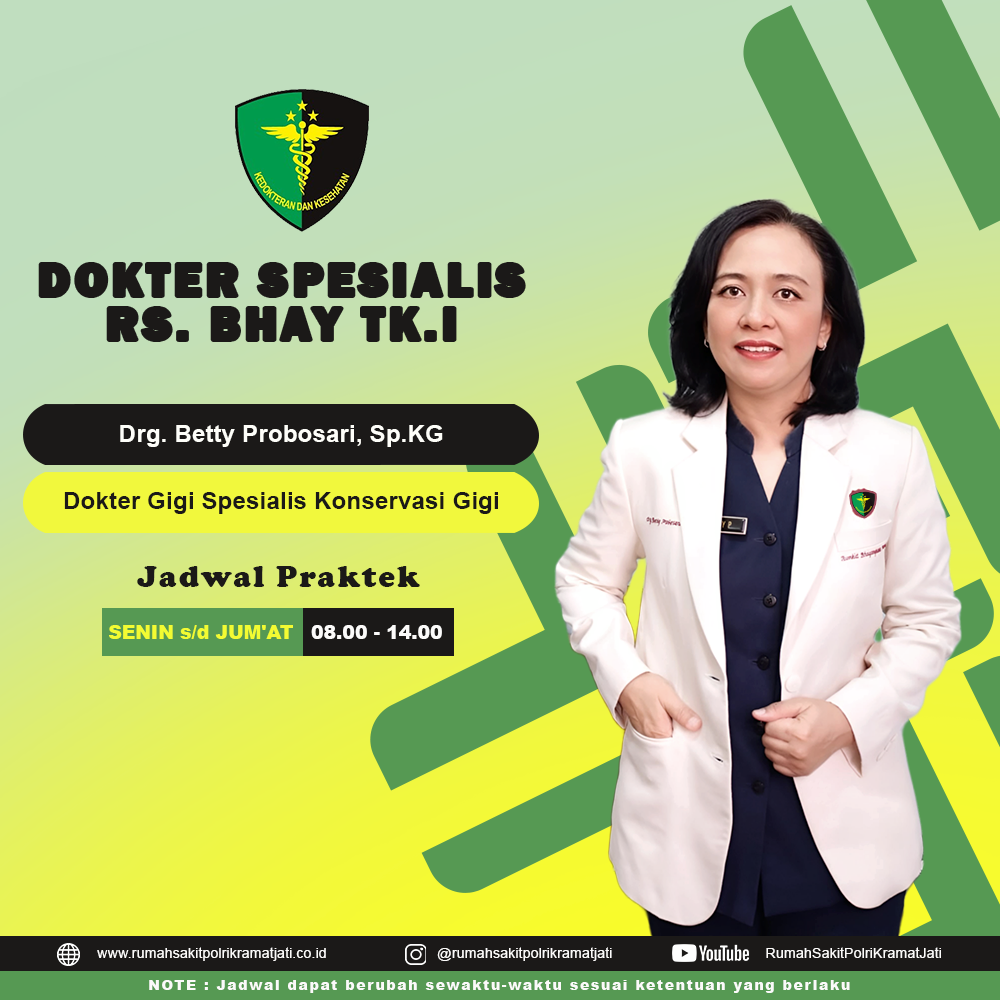 KEDOKTERAN DAN KESEHATAN
DOKTER SPESIALIS
RS. BHAY TK.I
Drg. Betty Probosari, Sp.KG
Dokter Gigi Spesialis Konservasi Gigi
Jadwal Praktek
SENIN s/d JUM'AT 08.00 - 14.00
www.rumahsakitpolrikramatjati.co.id @rumahsakitpolrikramatjati YouTube RumahSakitPolriKramatJati
NOTE : Jadwal dapat berubah sewaktu-waktu sesuai ketentuan yang berlaku